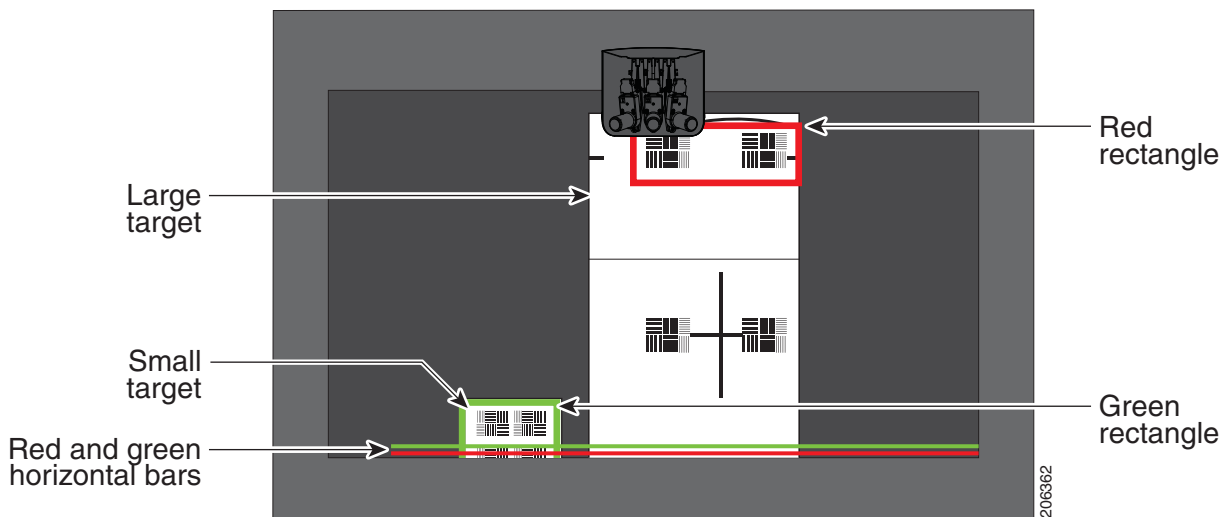 Red
rectangle
Large
target
Small
target
Green
rectangle
Red and green
horizontal bars
206362